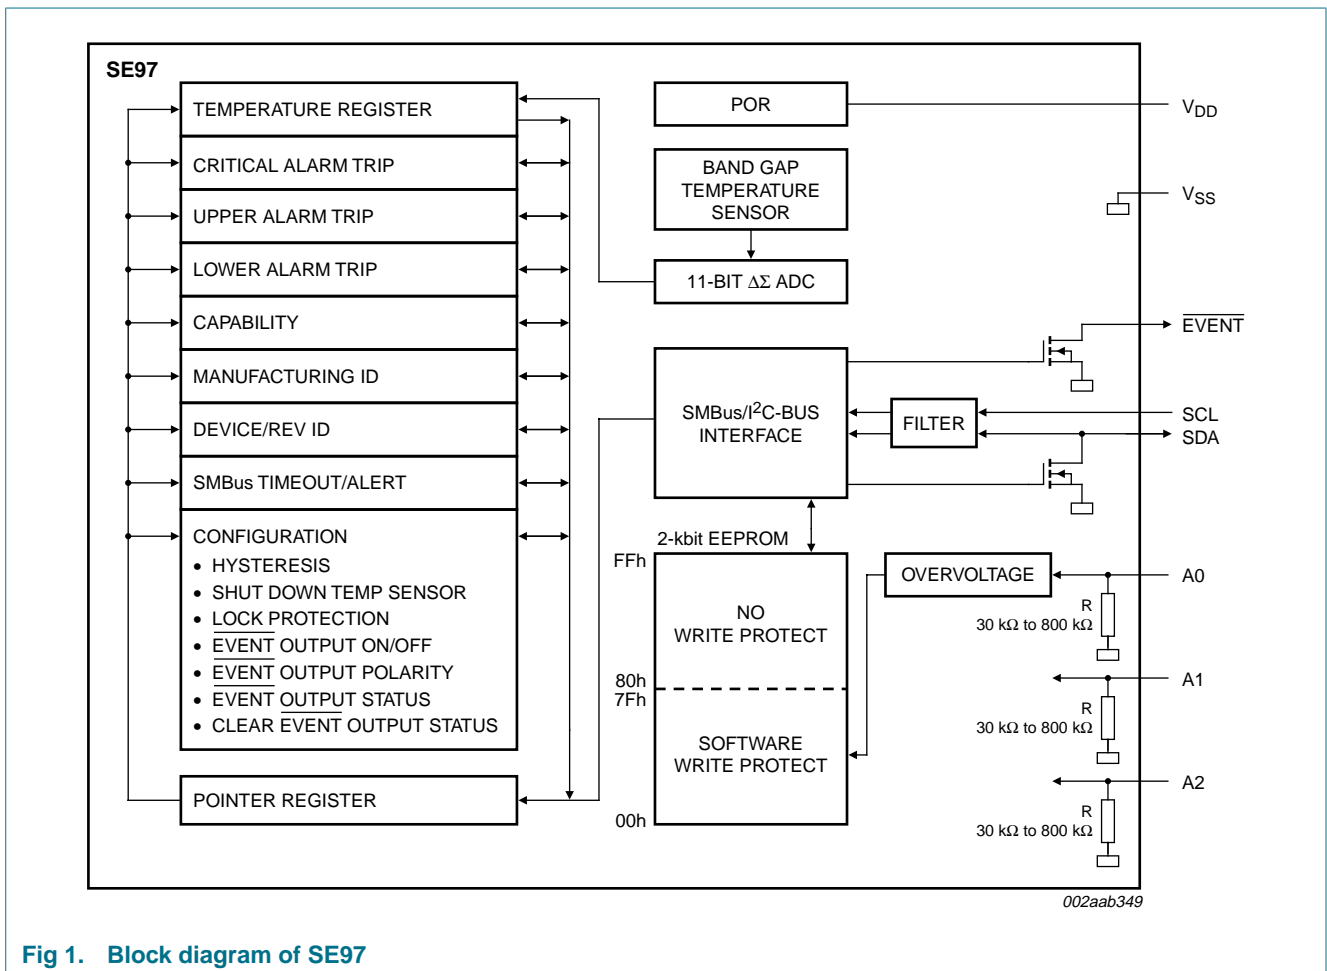 SE97
TEMPERATURE REGISTER
CRITICAL ALARM TRIP
UPPER ALARM TRIP
LOWER ALARM TRIP
CAPABILITY
MANUFACTURING ID
DEVICE/REV ID
SMBus TIMEOUT/ALERT
CONFIGURATION
• HYSTERESIS
• SHUT DOWN TEMP SENSOR
• LOCK PROTECTION
• EVENT OUTPUT ON/OFF
• EVENT OUTPUT POLARITY
• EVENT OUTPUT STATUS
• CLEAR EVENT OUTPUT STATUS
POINTER REGISTER
POR
BAND GAP
TEMPERATURE
SENSOR
11-BIT ΔΣ ADC
SMBus/I2C-BUS
INTERFACE
FILTER
2-kbit EEPROM
FFh
NO
WRITE PROTECT
80h
7Fh
SOFTWARE
WRITE PROTECT
00h
OVERVOLTAGE
R
30 kΩ to 800 kΩ
R
30 kΩ to 800 kΩ
R
30 kΩ to 800 kΩ
VDD
VSS
EVENT
SCL
SDA
A0
A1
A2
002aab349
Fig 1. Block diagram of SE97